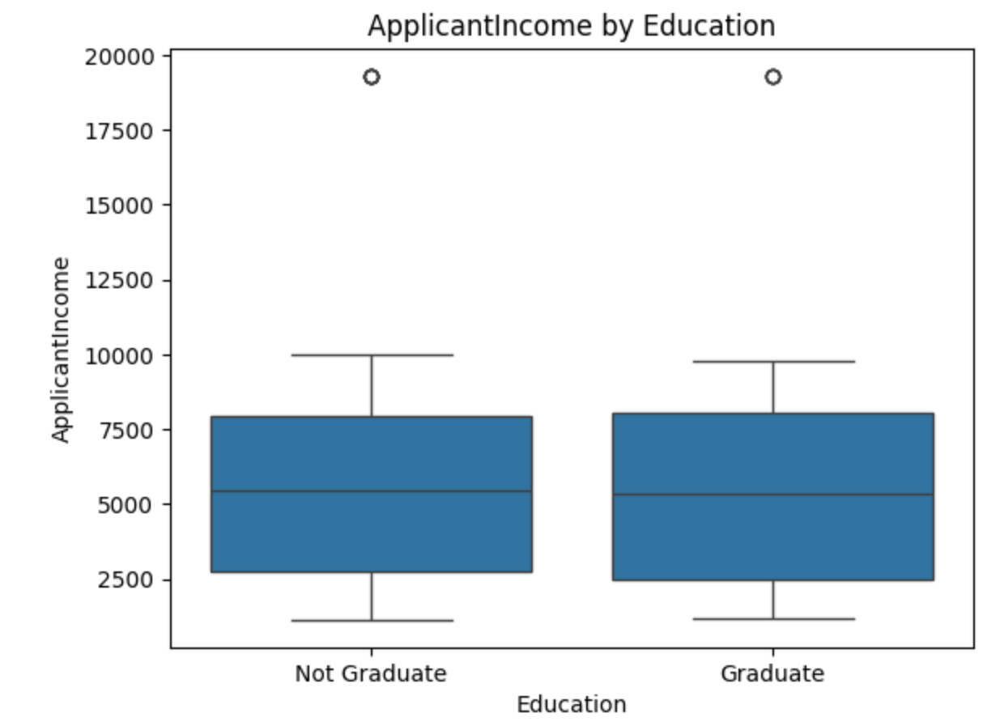 ApplicantIncome by Education
20000
17500
15000
12500
10000
7500
5000
2500
ApplicantIncome
Not Graduate
Graduate
Education